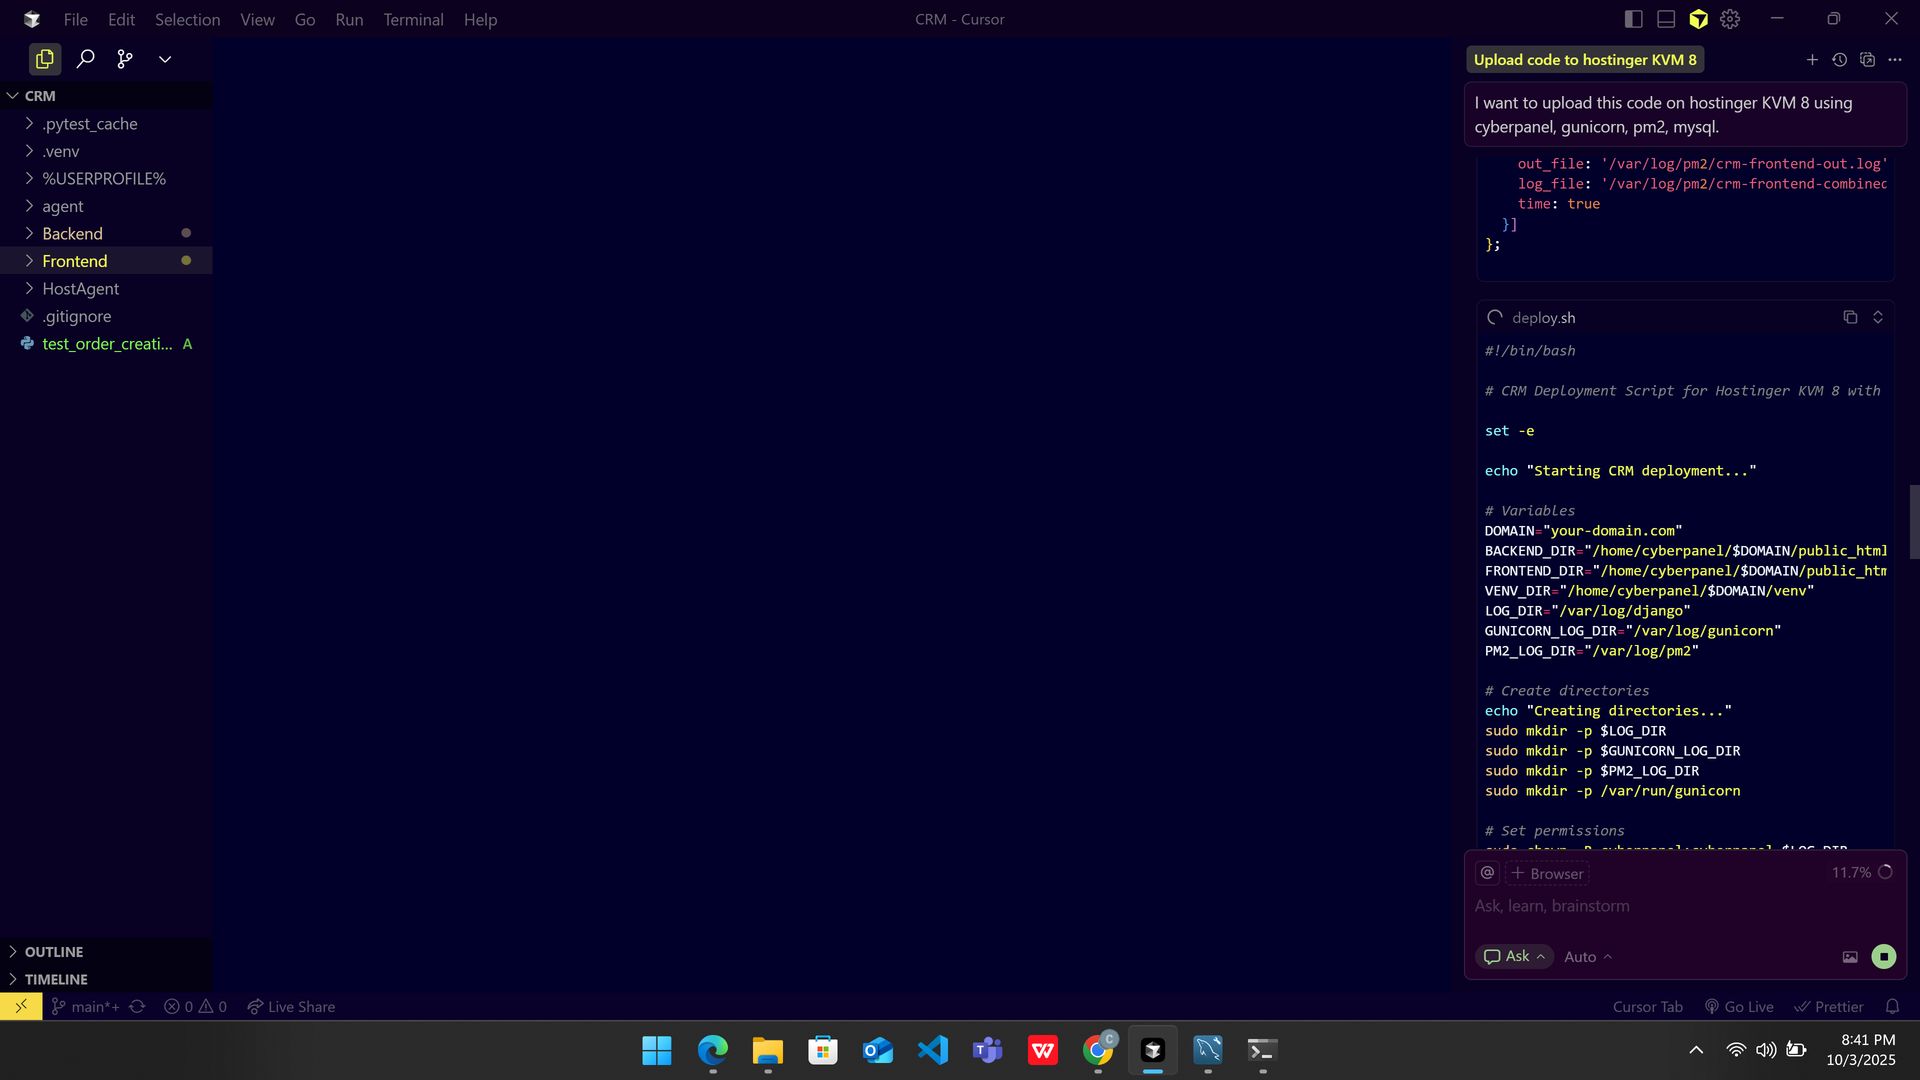 File Edit Selection View Go Run Terminal Help
CRM - Cursor
CRM
.pytest_cache
.venv
%USERPROFILE%
agent
Backend
Frontend
HostAgent
.gitignore
test_order_creati... A
OUTLINE
TIMELINE
Upload code to hostinger KVM 8
I want to upload this code on hostinger KVM 8 using
cyberpanel, gunicorn, pm2, mysql.
out_file: '/var/log/pm2/crm-frontend-out.log'
log_file: '/var/log/pm2/crm-frontend-combined
time: true
}]
};
deploy.sh
#!/bin/bash
# CRM Deployment Script for Hostinger KVM 8 with
set -e
echo "Starting CRM deployment..."
# Variables
DOMAIN="your-domain.com"
BACKEND_DIR="/home/cyberpanel/$DOMAIN/public_html
FRONTEND_DIR="/home/cyberpanel/$DOMAIN/public_htm
VENV_DIR="/home/cyberpanel/$DOMAIN/venv"
LOG_DIR="/var/log/django"
GUNICORN_LOG_DIR="/var/log/gunicorn"
PM2_LOG_DIR="/var/log/pm2"
# Create directories
echo "Creating directories..."
sudo mkdir -p $LOG_DIR
sudo mkdir -p $GUNICORN_LOG_DIR
sudo mkdir -p $PM2_LOG_DIR
sudo mkdir -p /var/run/gunicorn
# Set permissions
@ + Browser 11.7%
Ask, learn, brainstorm
Ask Auto
main*+ 0 0 Live Share
Cursor Tab Go Live Prettier
8:41 PM
10/3/2025